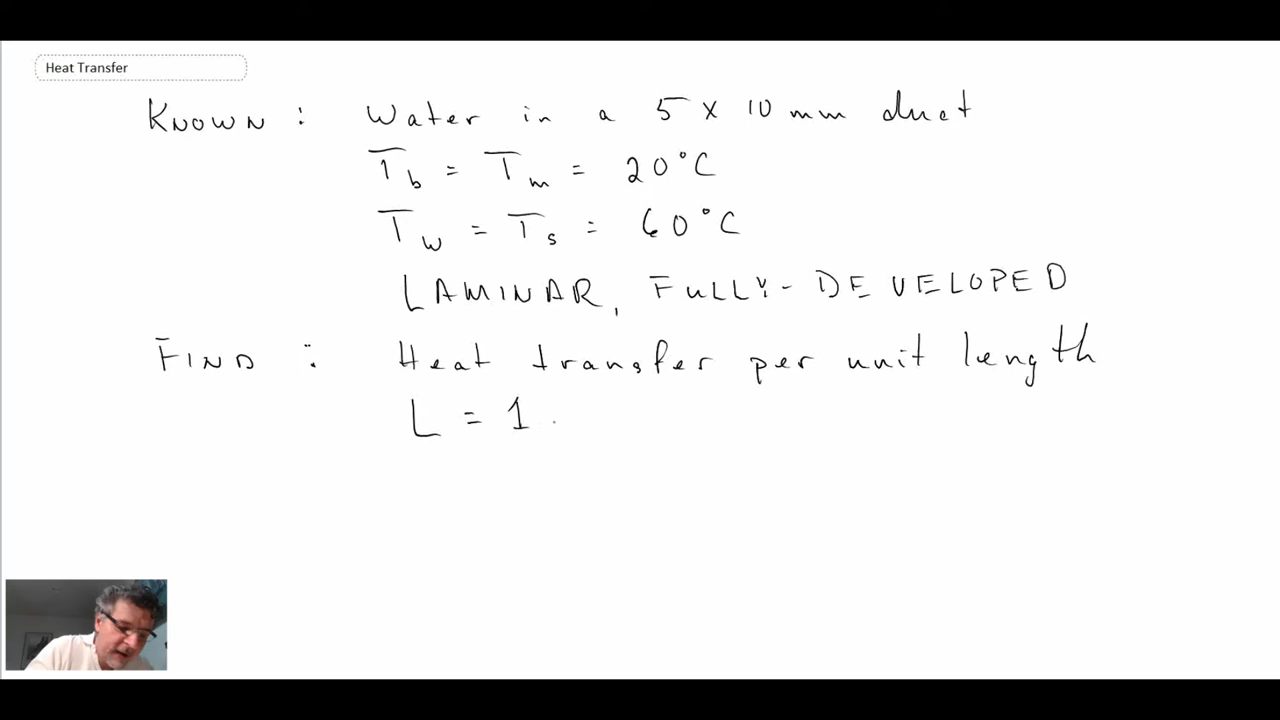 Heat Transfer
KNOWN : Water in a 5 x 10 mm duct
T_b = T_m = 20°C
T_w = T_s = 60°C
LAMINAR, FULLY-DEVELOPED
FIND : Heat transfer per unit length
L = 1